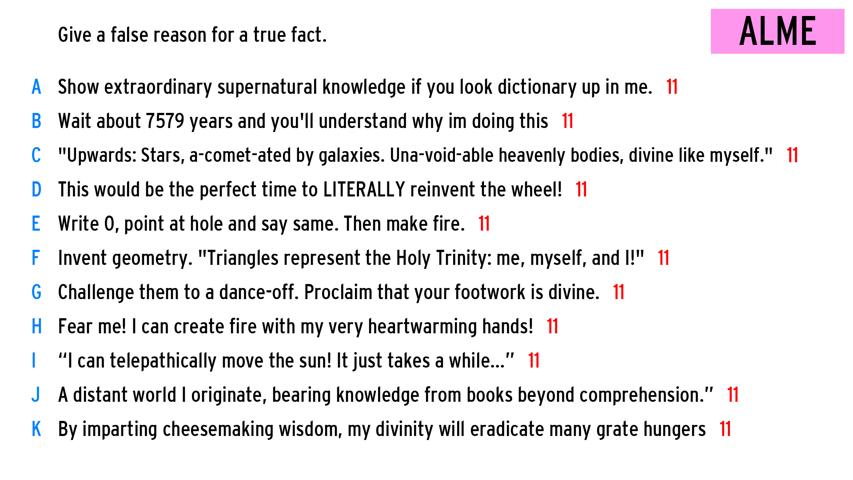 Give a false reason for a true fact.
ALME
A Show extraordinary supernatural knowledge if you look dictionary up in me. 11
B Wait about 7579 years and you'll understand why im doing this 11
C "Upwards: Stars, a-comet-ated by galaxies. Una-void-able heavenly bodies, divine like myself." 11
D This would be the perfect time to LITERALLY reinvent the wheel! 11
E Write O, point at hole and say same. Then make fire. 11
F Invent geometry. "Triangles represent the Holy Trinity: me, myself, and I!" 11
G Challenge them to a dance-off. Proclaim that your footwork is divine. 11
H Fear me! I can create fire with my very heartwarming hands! 11
I “I can telepathically move the sun! It just takes a while...” 11
J A distant world I originate, bearing knowledge from books beyond comprehension.” 11
K By imparting cheesemaking wisdom, my divinity will eradicate many grate hungers 11